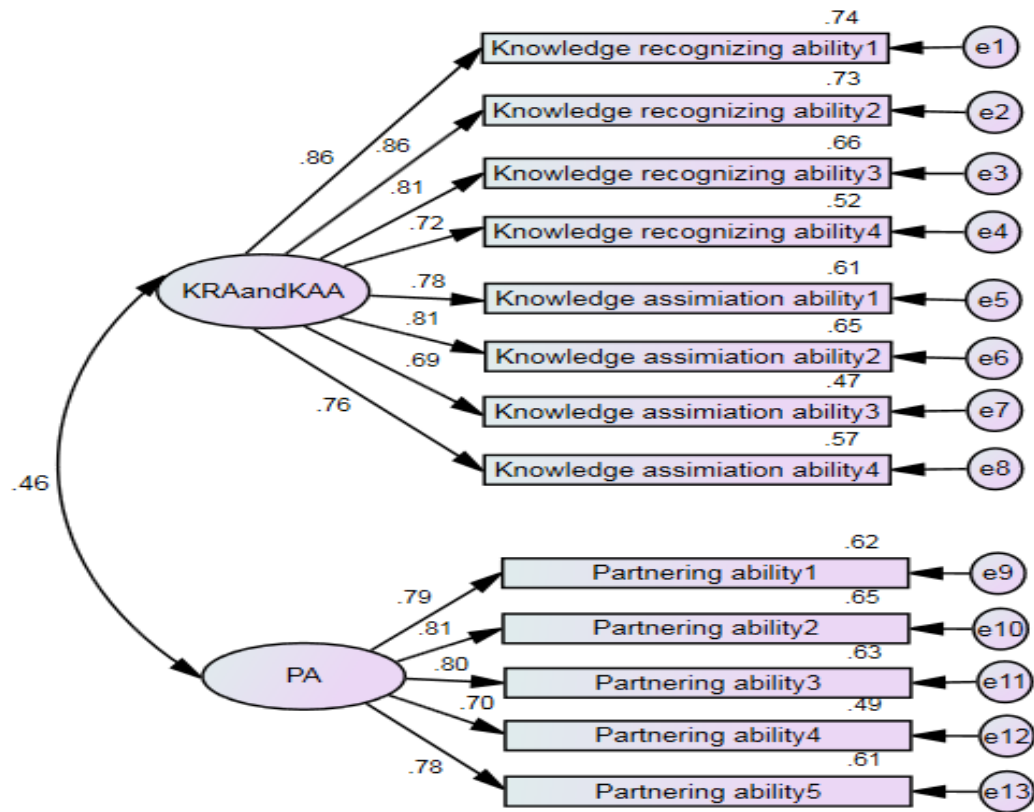 .74
Knowledge recognizing ability1
e1
.73
Knowledge recognizing ability2
e2
.86
.86
.66
Knowledge recognizing ability3
e3
.81
.52
.72
Knowledge recognizing ability4
e4
KRAandKAA
.78
.61
Knowledge assimiation ability1
e5
.81
.65
Knowledge assimiation ability2
e6
.69
.47
Knowledge assimiation ability3
e7
.76
.57
Knowledge assimiation ability4
e8
.46
.62
Partnering ability1
e9
.79
.65
.81
Partnering ability2
e10
PA
.80
.63
Partnering ability3
e11
.70
.49
Partnering ability4
e12
.78
.61
Partnering ability5
e13